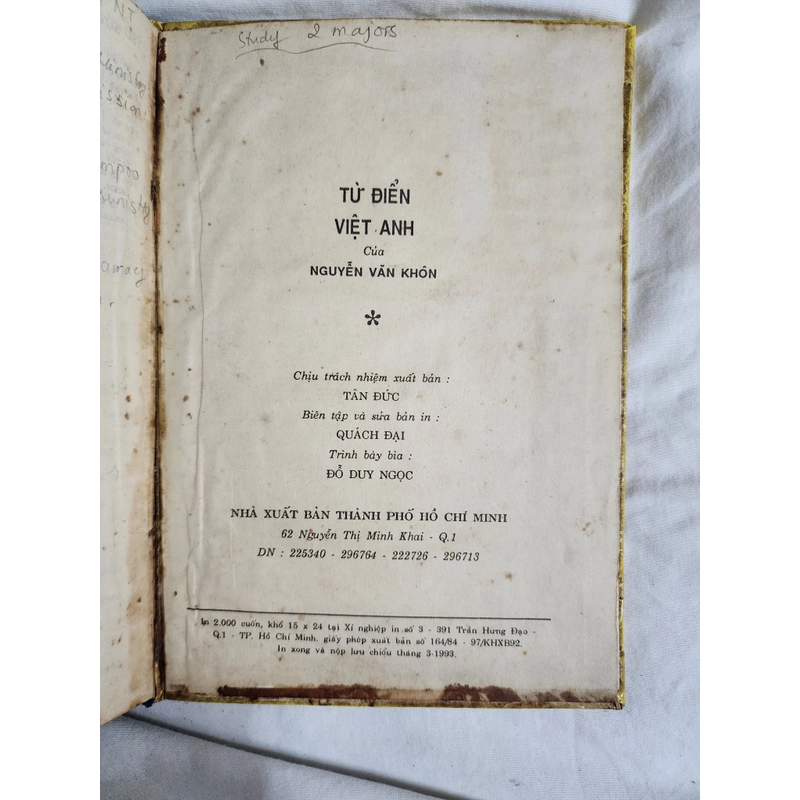 study 2 majors
TỪ ĐIỂN
VIỆT ANH
Của
NGUYỄN VĂN KHÔN
*
Chịu trách nhiệm xuất bản :
TÂN ĐỨC
Biên tập và sửa bản in :
QUÁCH ĐẠI
Trình bày bìa :
ĐỖ DUY NGỌC
NHÀ XUẤT BẢN THÀNH PHỐ HỒ CHÍ MINH
62 Nguyễn Thị Minh Khai - Q.1
DN : 225340 - 296764 - 222726 - 296713
In 2.000 cuốn, khổ 15 x 24 tại Xí nghiệp in số 3 - 391 Trần Hưng Đạo -
Q.1 - TP. Hồ Chí Minh. giấy phép xuất bản số 164/84 - 97/KHXB92.
In xong và nộp lưu chiểu tháng 3-1993.